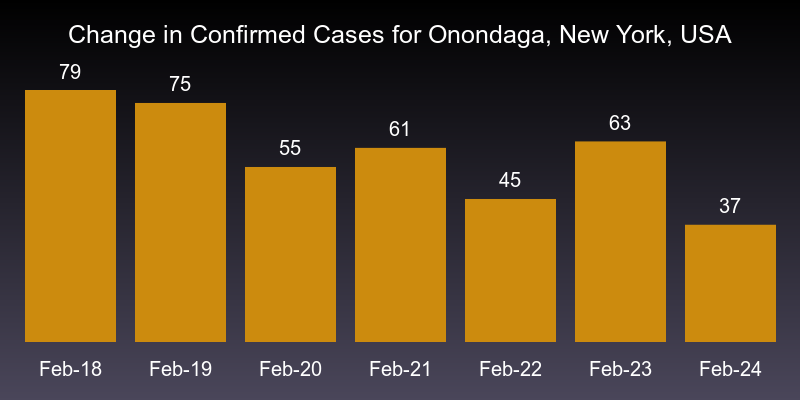 Change in Confirmed Cases for Onondaga, New York, USA
79
75
55
61
45
63
37
Feb-18
Feb-19
Feb-20
Feb-21
Feb-22
Feb-23
Feb-24